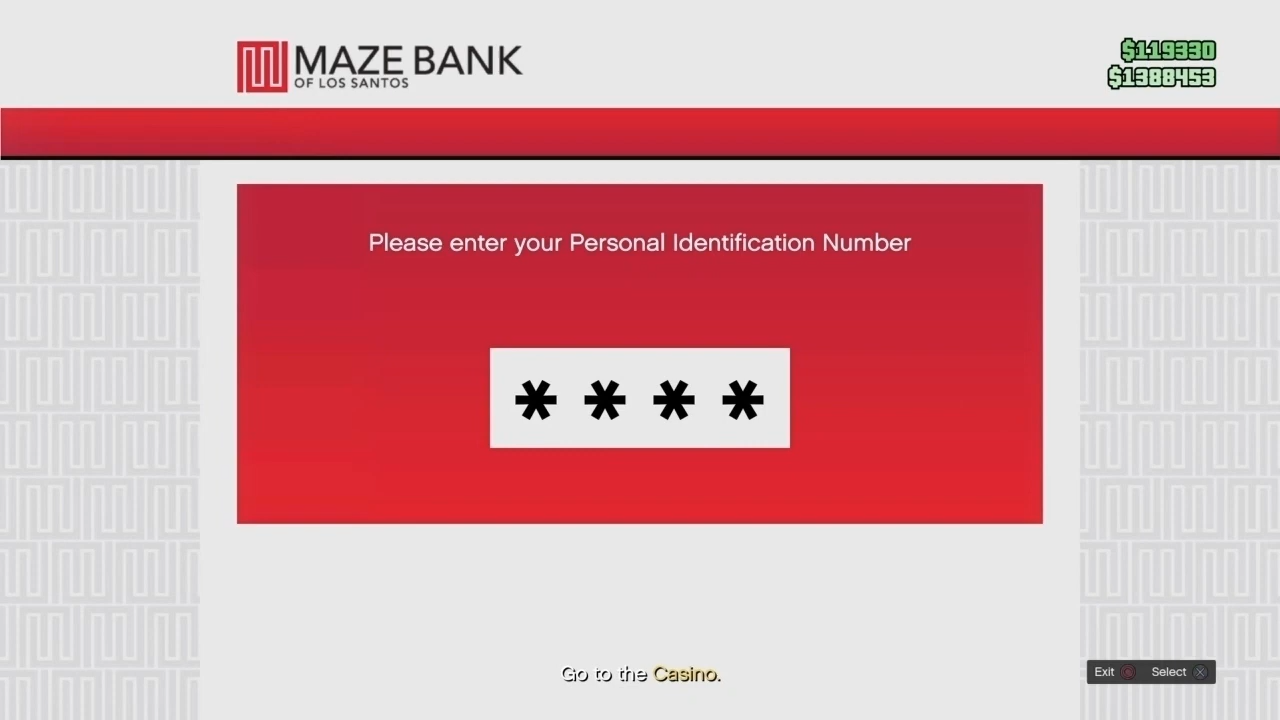 MAZE BANK
OF LOS SANTOS
$119330
$1388453
Please enter your Personal Identification Number
* * * *
Go to the Casino.
Exit Select